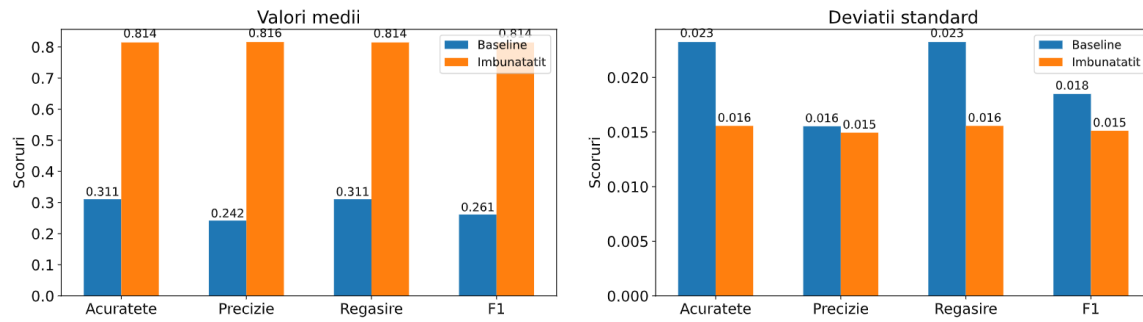 Valori medii
Scoruri
0.8
0.7
0.6
0.5
0.4
0.3
0.2
0.1
0.0
0.311
0.814
0.242
0.816
0.311
0.814
0.261
0.814
Baseline
Imbunatatit
Acuratete
Precizie
Regasire
F1
Deviatii standard
Scoruri
0.020
0.015
0.010
0.005
0.000
0.023
0.016
0.016
0.015
0.023
0.016
0.018
0.015
Baseline
Imbunatatit
Acuratete
Precizie
Regasire
F1